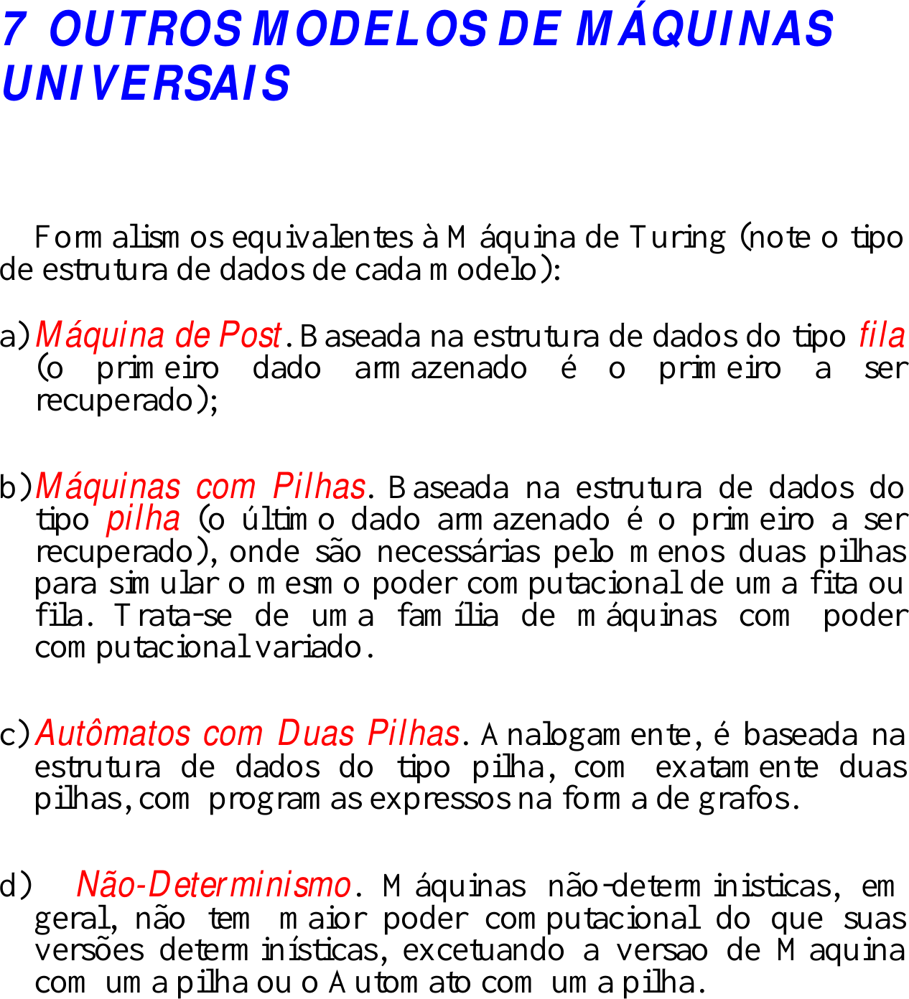 7 OUTROS MODELOS DE MÁQUINAS
UNIVERSAIS
Formalismos equivalentes à Máquina de Turing (note o tipo
de estrutura de dados de cada modelo):
a) Máquina de Post. Baseada na estrutura de dados do tipo fila
(o primeiro dado armazenado é o primeiro a ser
recuperado);
b) Máquinas com Pilhas. Baseada na estrutura de dados do
tipo pilha (o último dado armazenado é o primeiro a ser
recuperado), onde são necessárias pelo menos duas pilhas
para simular o mesmo poder computacional de uma fita ou
fila. Trata-se de uma família de máquinas com poder
computacional variado.
c) Autômatos com Duas Pilhas. Analogamente, é baseada na
estrutura de dados do tipo pilha, com exatamente duas
pilhas, com programas expressos na forma de grafos.
d) Não-Determinismo. Máquinas não-deterministicas, em
geral, não tem maior poder computacional do que suas
versões determinísticas, excetuando a versao de Maquina
com uma pilha ou o Automato com uma pilha.